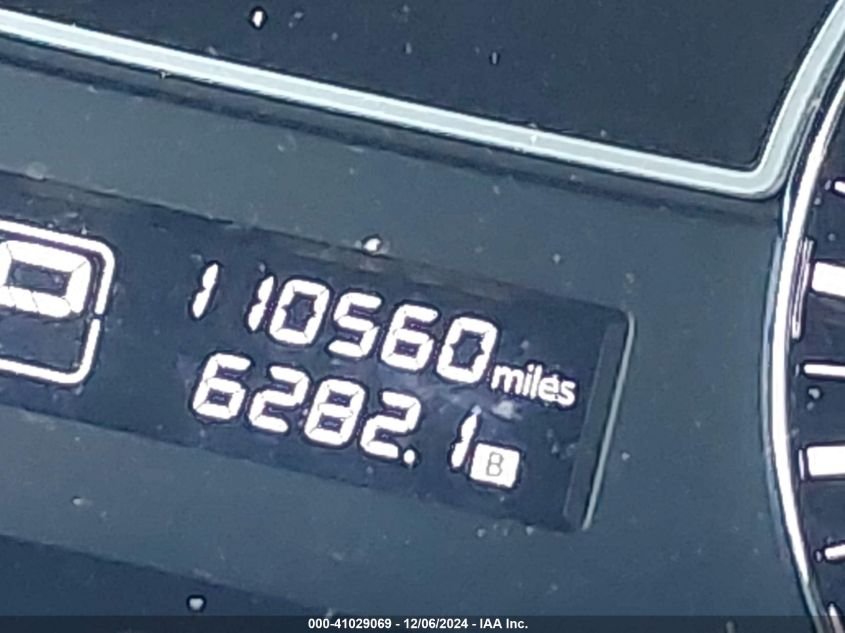 P
110560 miles
6282.1 B
000-41029069 - 12/06/2024 - IAA Inc.